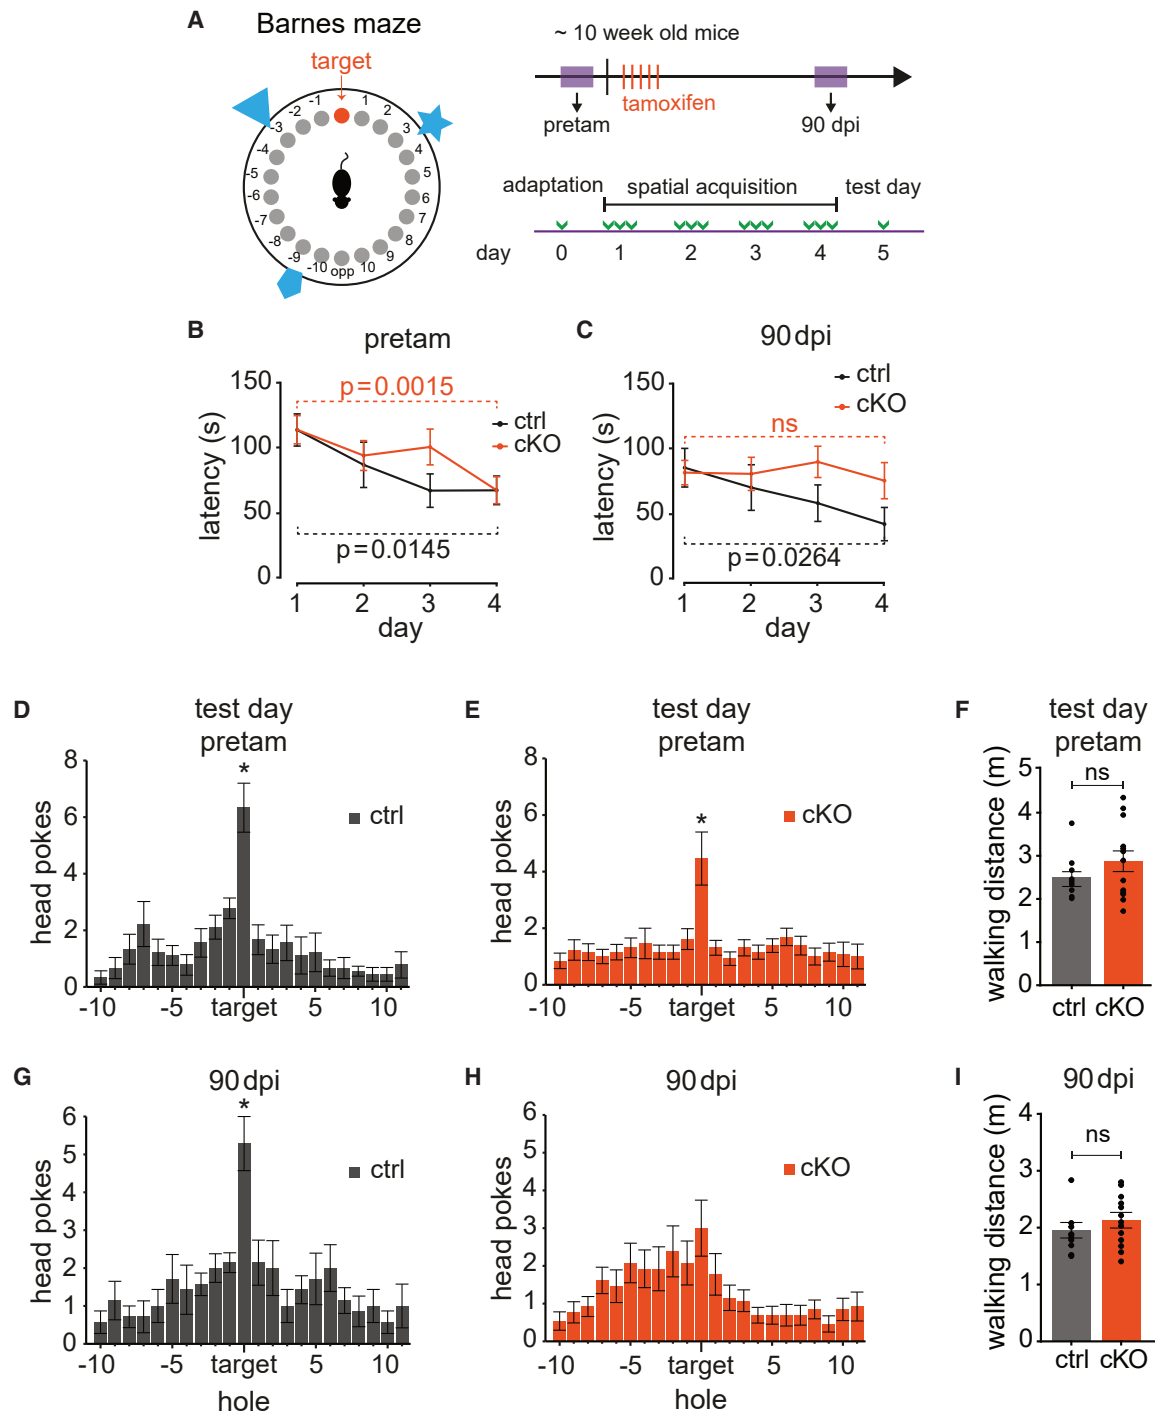 A
Barnes maze
target
-1
1
-2
2
-3
3
-4
4
-5
5
-6
6
-7
7
-8
8
-9
9
-10
opp
10
~ 10 week old mice
tamoxifen
pretam
90 dpi
adaptation
spatial acquisition
test day
day
0
1
2
3
4
5
B
pretam
latency (s)
150
100
50
0
p=0.0015
ctrl
cKO
p=0.0145
1
2
3
4
day
C
90 dpi
latency (s)
150
100
50
0
ctrl
cKO
ns
p=0.0264
1
2
3
4
day
D
test day
pretam
head pokes
8
6
4
2
0
*
ctrl
-10
-5
target
5
10
E
test day
pretam
head pokes
8
6
4
2
0
*
cKO
-10
-5
target
5
10
F
test day
pretam
walking distance (m)
5
4
3
2
1
0
ns
ctrl
cKO
G
90 dpi
head pokes
6
5
4
3
2
1
0
*
ctrl
-10
-5
target
5
10
hole
H
90 dpi
head pokes
6
5
4
3
2
1
0
cKO
-10
-5
target
5
10
hole
I
90 dpi
walking distance (m)
4
3
2
1
0
ns
ctrl
cKO